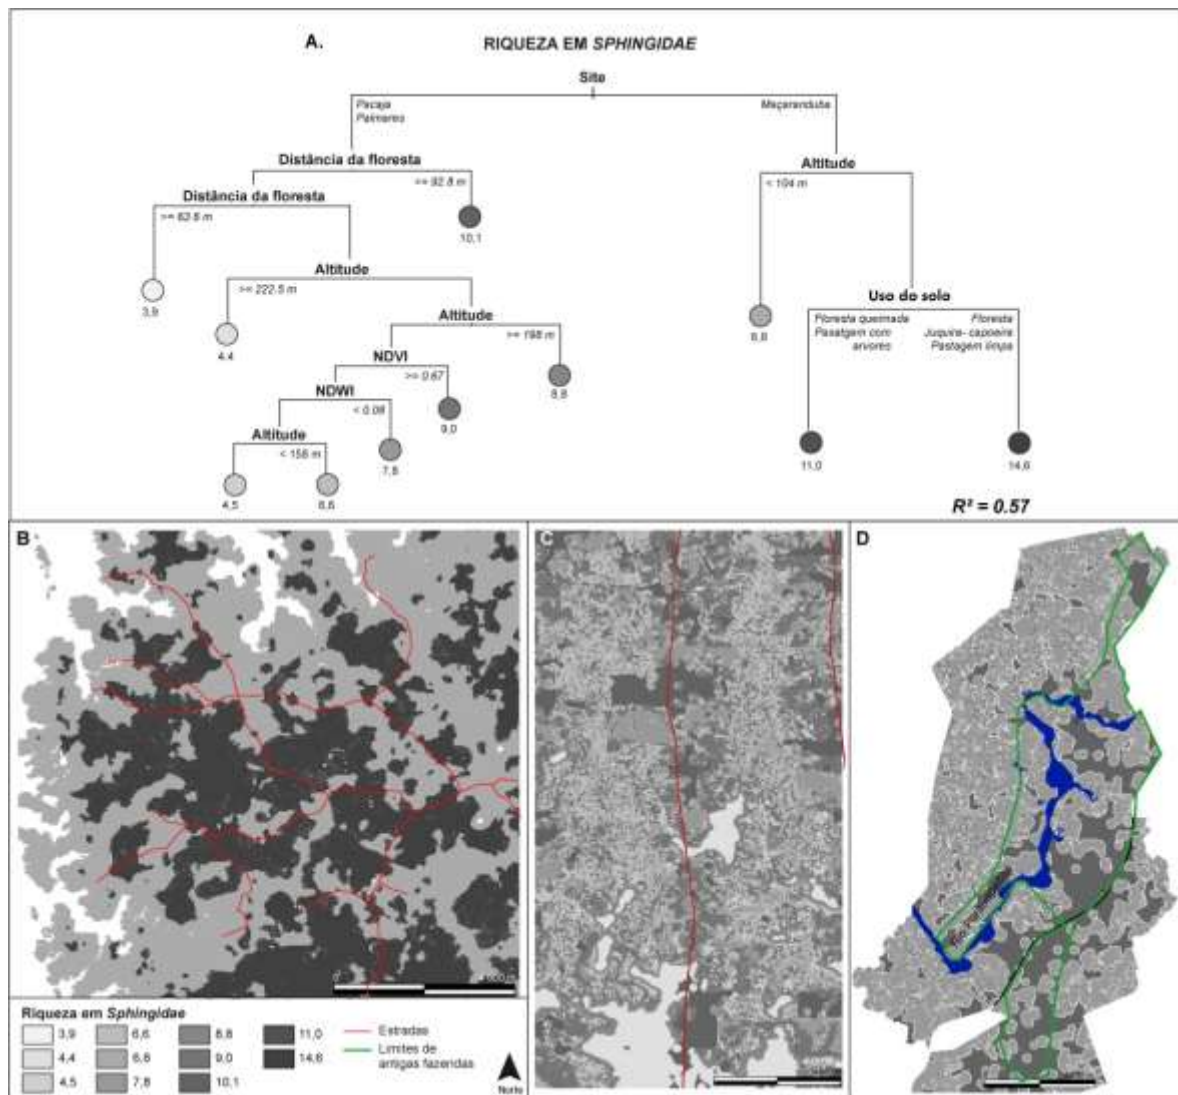 A.
RIQUEZA EM SPHINGIDAE
Site
Pacaja
Palmares
Maçaranduba
Distância da floresta
>= 92.8 m
Altitude
< 104 m
Distância da floresta
>= 63.8 m
10,1
Altitude
>= 222.5 m
3,9
Uso do solo
Floresta queimada
Pasatgem com
arvores
Floresta
Juquira- capoeira
Pastagem limpa
Altitude
>= 198 m
4,4
NDVI
>= 0.67
8,8
NDWI
< 0.08
9,0
Altitude
< 158 m
7,8
11,0
14,6
4,5
6,6
R² = 0.57
B
C
D
Riqueza em Sphingidae
3,9
6,6
8,8
11,0
Estradas
4,4
6,8
9,0
14,6
Limites de
antigas fazendas
4,5
7,8
10,1
Norte